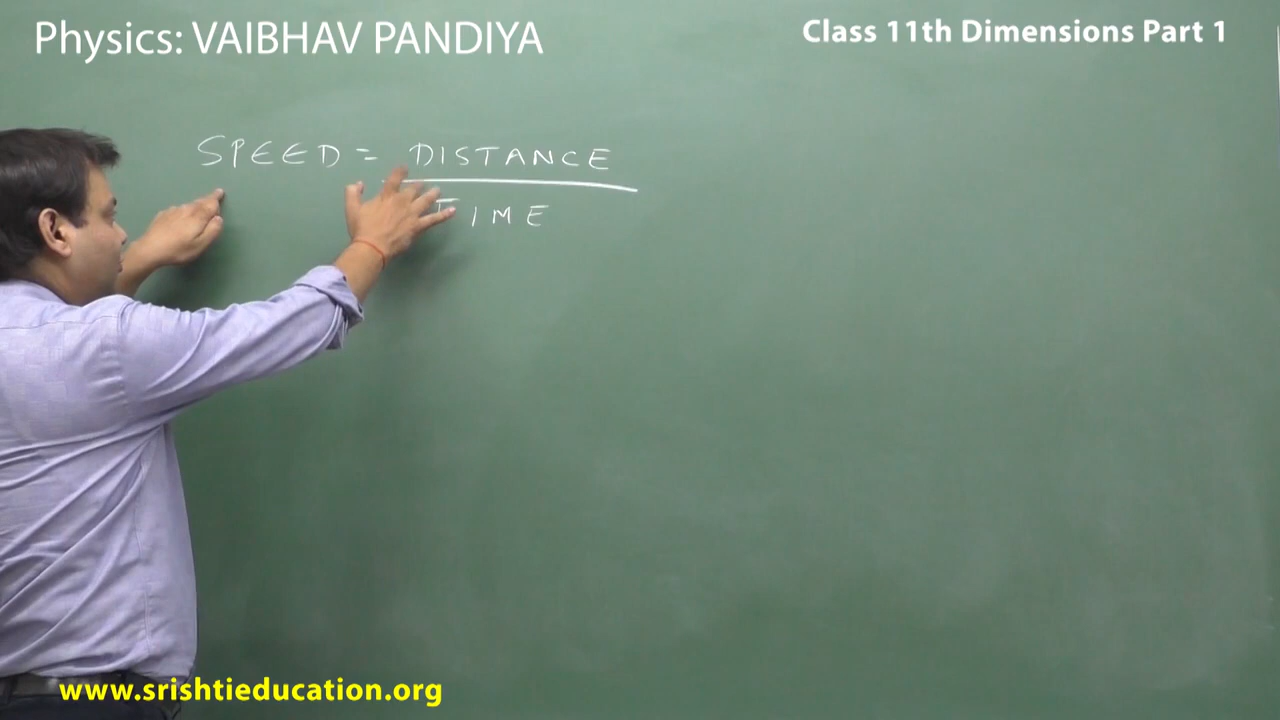 Physics: VAIBHAV PANDIYA
Class 11th Dimensions Part 1
SPEED = DISTANCE
TIME
www.srishtieducation.org